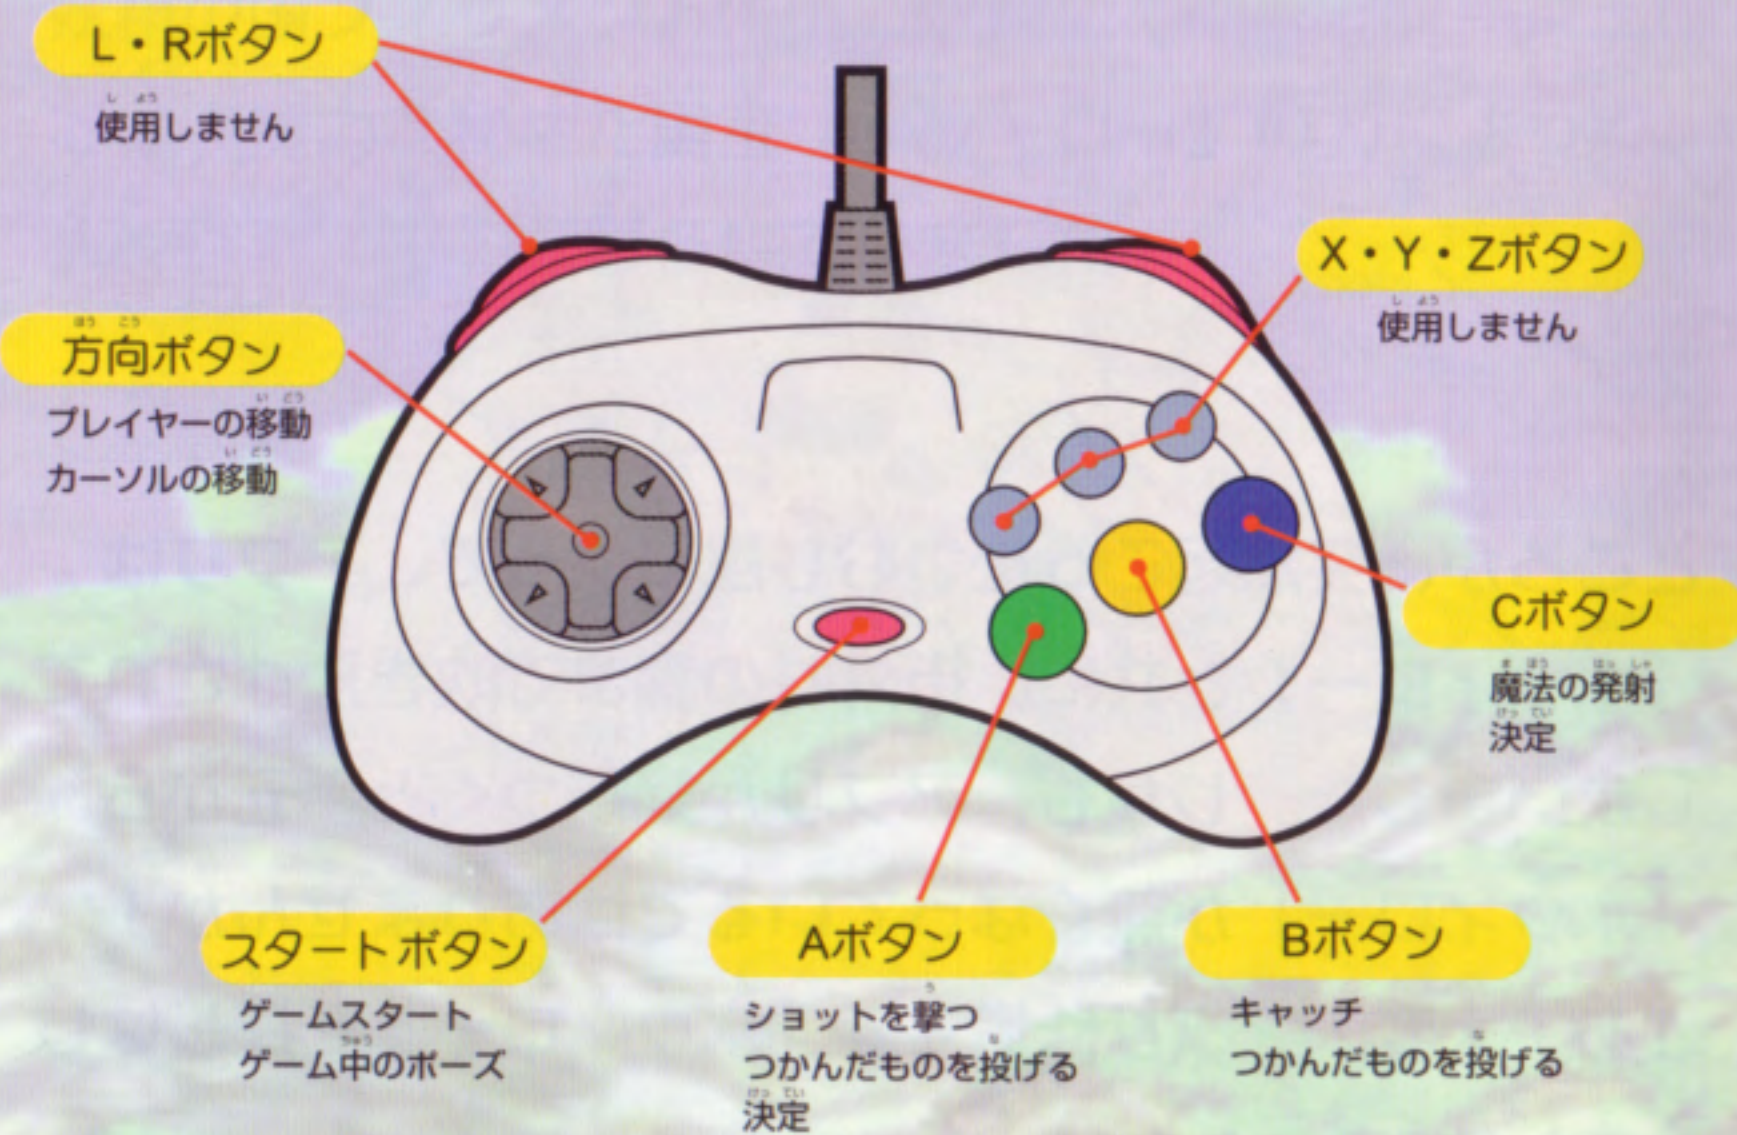 L・Rボタン
使用しません
X・Y・Zボタン
使用しません
方向ボタン
プレイヤーの移動
カーソルの移動
Cボタン
魔法の発射
決定
スタートボタン
ゲームスタート
ゲーム中のポーズ
Aボタン
ショットを撃つ
つかんだものを投げる
決定
Bボタン
キャッチ
つかんだものを投げる